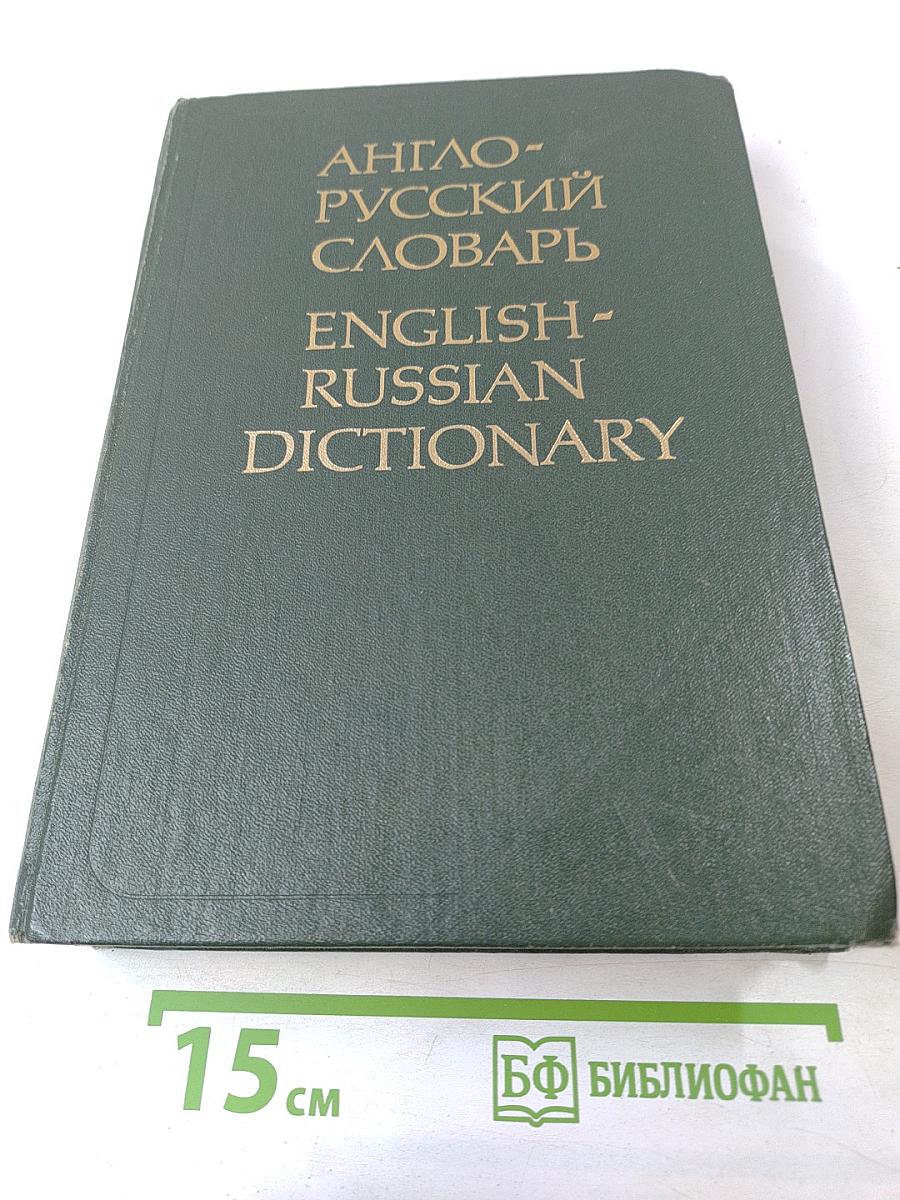 АНГЛО-
РУССКИЙ
СЛОВАРЬ
ENGLISH-
RUSSIAN
DICTIONARY
15 см
БФ БИБЛИОФАН